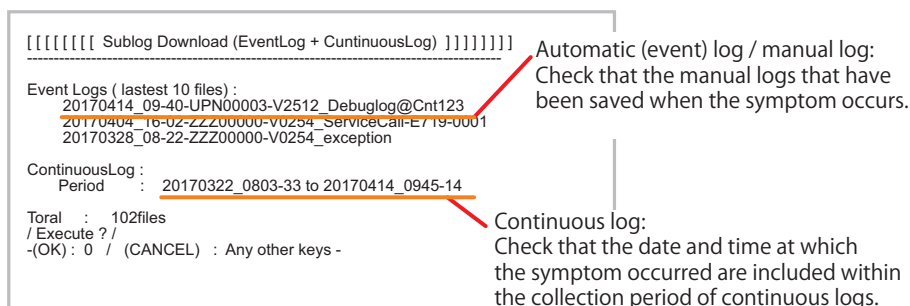 [ [ [ [ [ [ [ [ Sublog Download (EventLog + CuntinuousLog) ] ] ] ] ] ] ] ]
--------------------------------------------------------------------------------------------
Event Logs ( lastest 10 files) :
20170414_09-40-UPN00003-V2512_Debuglog@Cnt123
20170404_16-02-ZZZ00000-V0254_ServiceCall-E719-0001
20170328_08-22-ZZZ00000-V0254_exception
ContinuousLog :
Period : 20170322_0803-33 to 20170414_0945-14
Toral : 102files
/ Execute ? /
-(OK) : 0 / (CANCEL) : Any other keys -
Automatic (event) log / manual log:
Check that the manual logs that have
been saved when the symptom occurs.
Continuous log:
Check that the date and time at which
the symptom occurred are included within
the collection period of continuous logs.